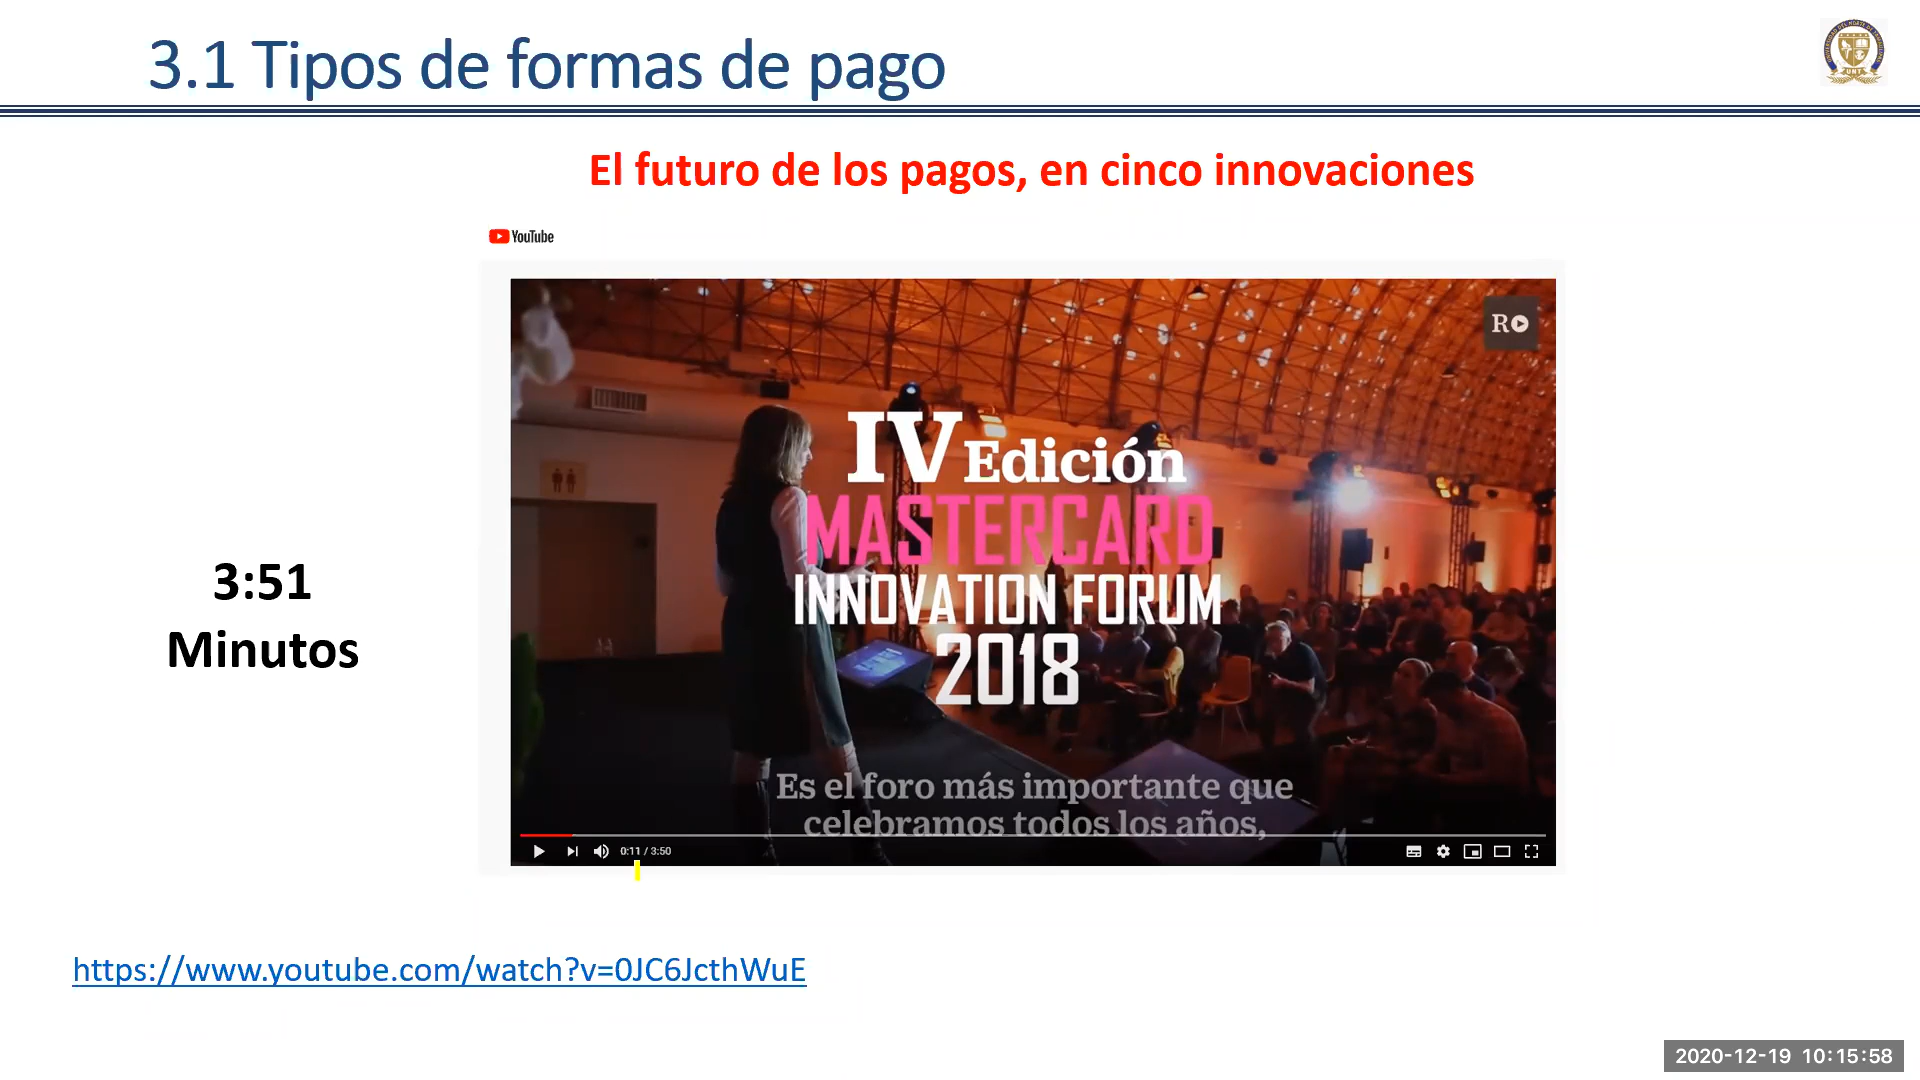 3.1 Tipos de formas de pago
El futuro de los pagos, en cinco innovaciones
YouTube
R
IV Edición
MASTERCARD
INNOVATION FORUM
2018
3:51
Minutos
Es el foro más importante que
celebramos todos los años,
0:11 / 3:50
https://www.youtube.com/watch?v=0JC6JcthWuE
2020-12-19 10:15:58